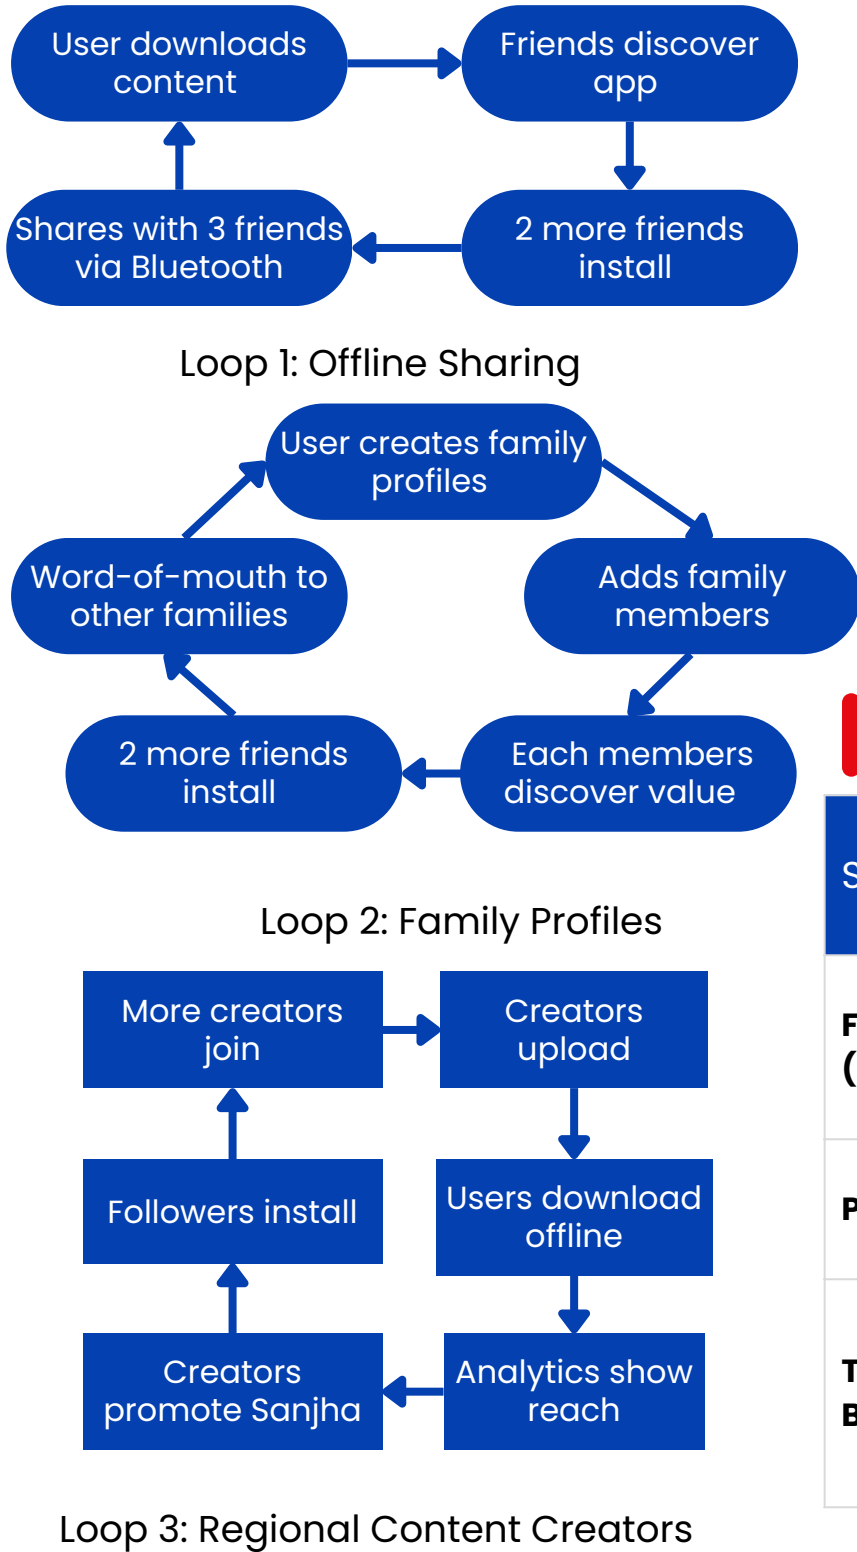 User downloads
content
Friends discover
app
Shares with 3 friends
via Bluetooth
2 more friends
install
Loop 1: Offline Sharing
User creates family
profiles
Word-of-mouth to
other families
Adds family
members
2 more friends
install
Each members
discover value
Loop 2: Family Profiles
More creators
join
Creators
upload
Followers install
Users download
offline
Creators
promote Sanjha
Analytics show
reach
Loop 3: Regional Content Creators
S
F
(
P
T
B